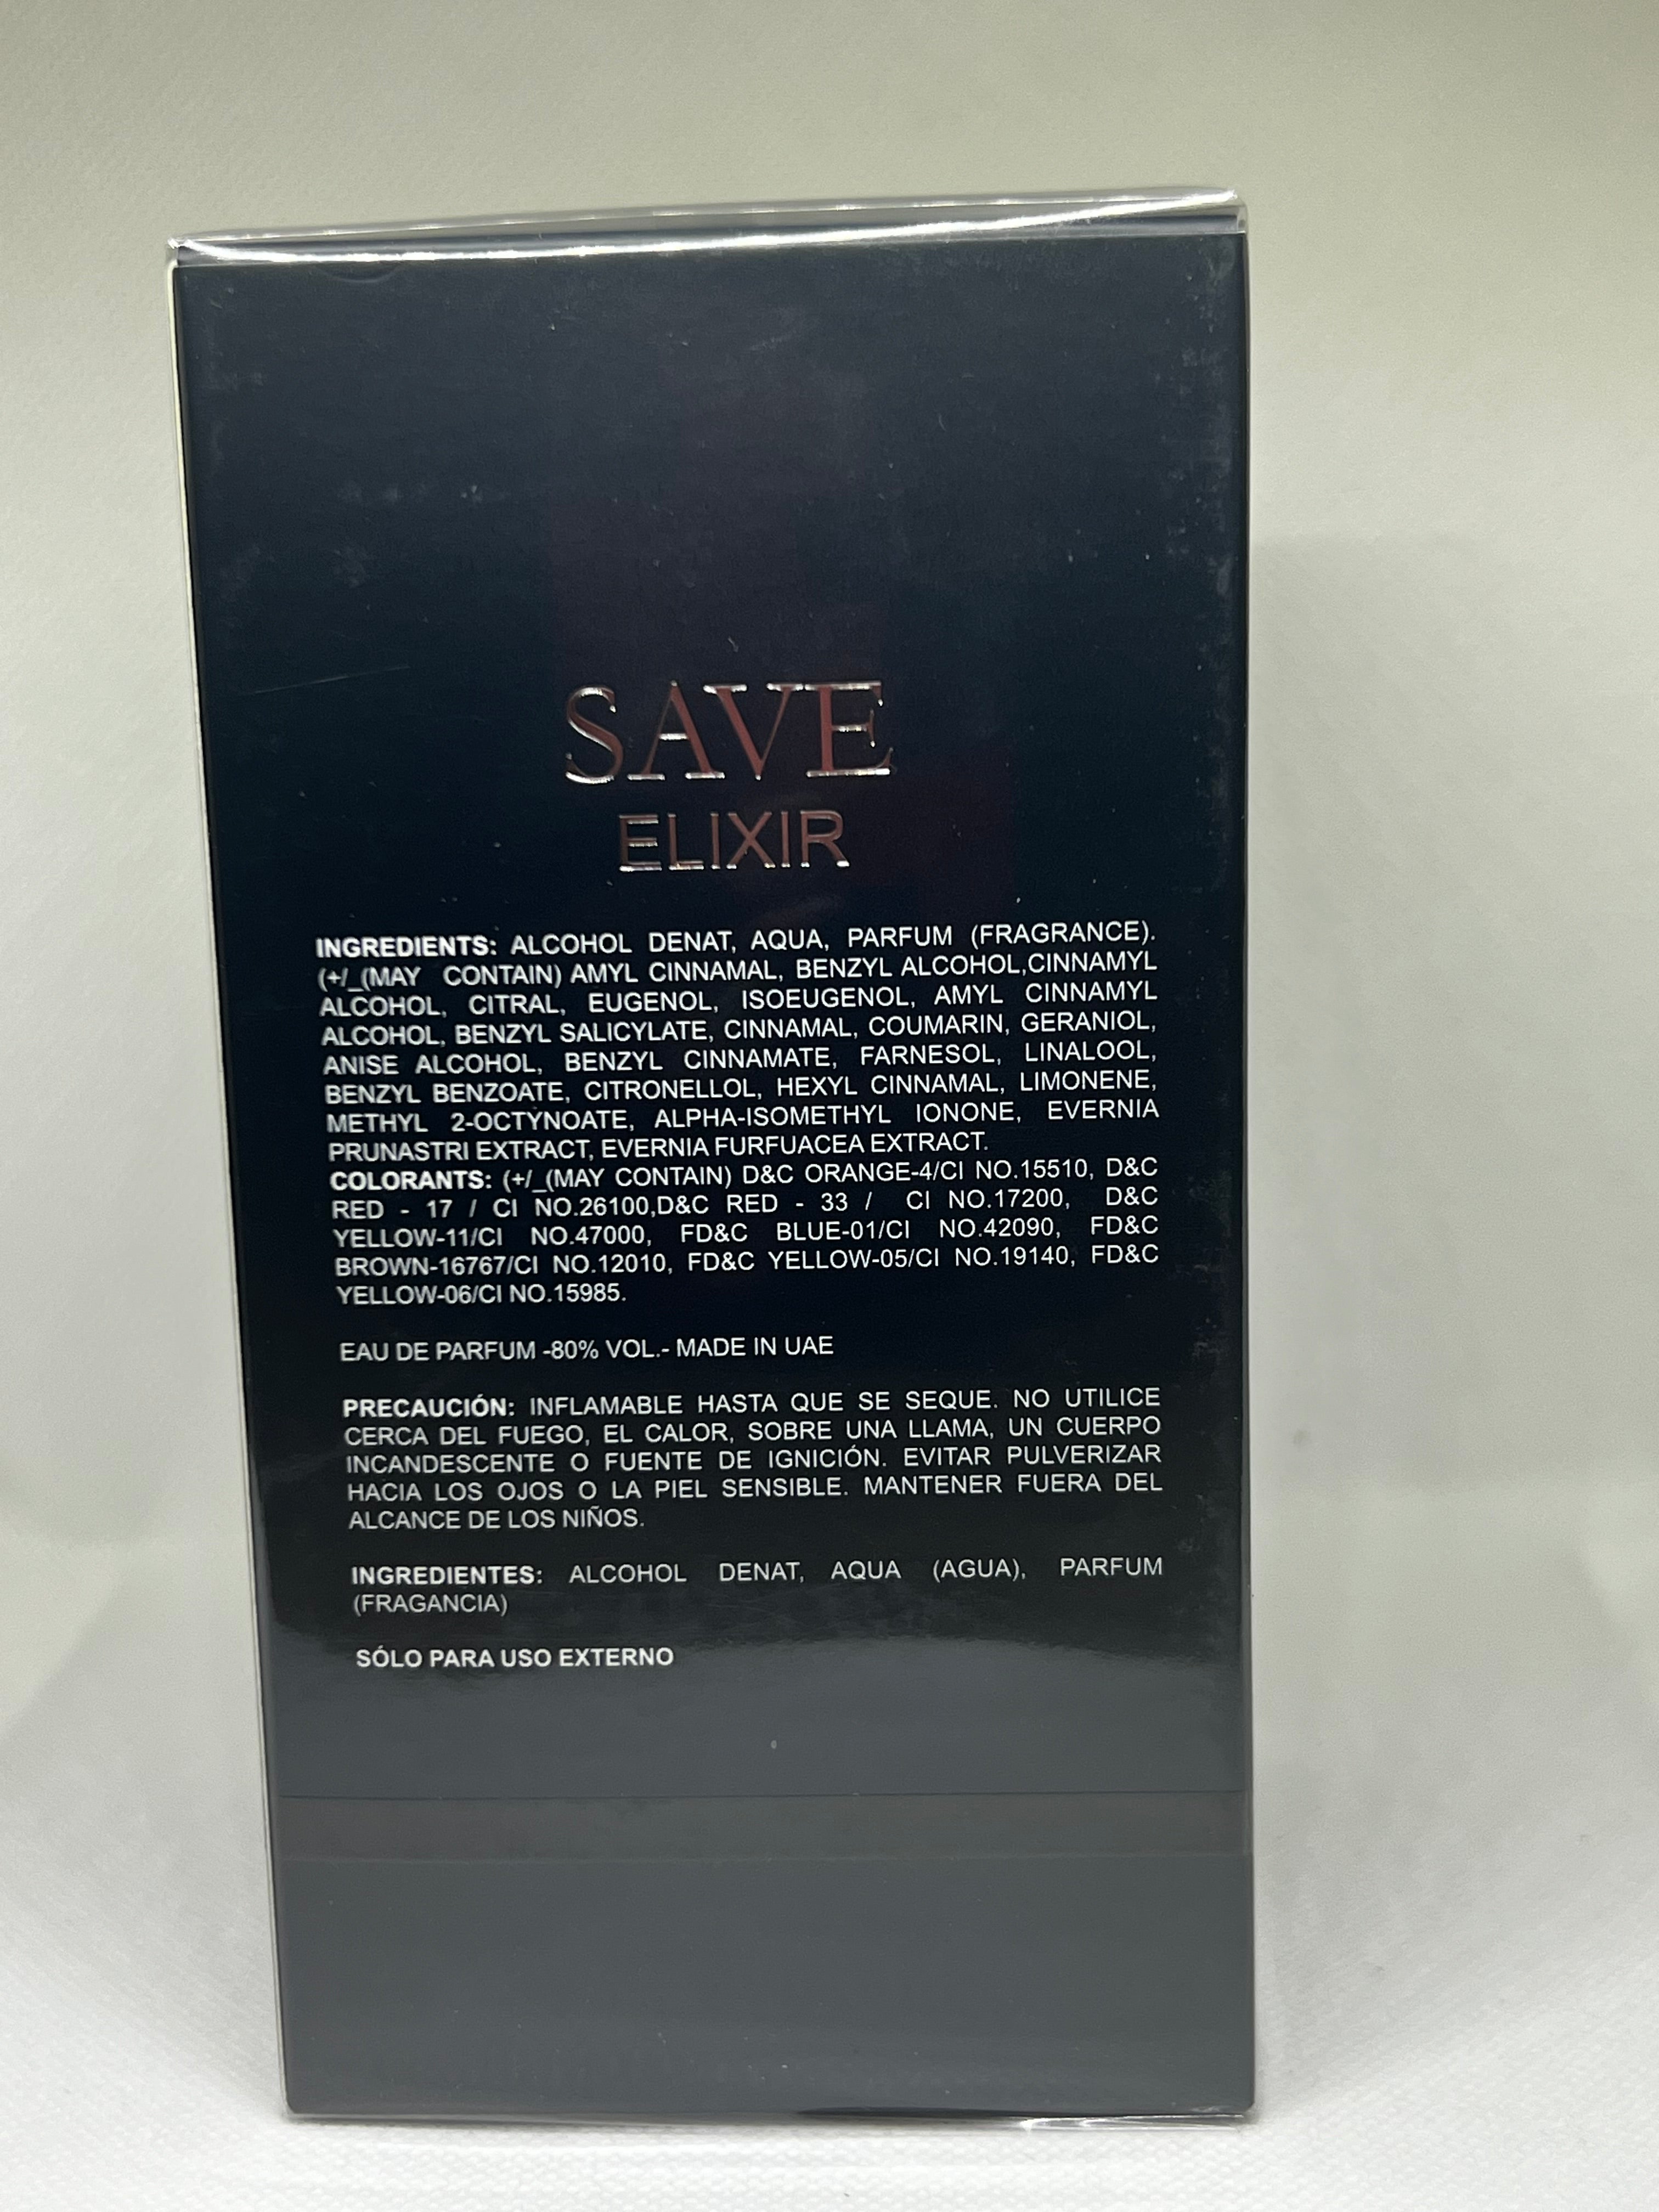 SAVE
ELIXIR
INGREDIENTS: ALCOHOL DENAT, AQUA, PARFUM (FRAGRANCE).
(+/_(MAY CONTAIN) AMYL CINNAMAL, BENZYL ALCOHOL,CINNAMYL
ALCOHOL, CITRAL, EUGENOL, ISOEUGENOL, AMYL CINNAMYL
ALCOHOL, BENZYL SALICYLATE, CINNAMAL, COUMARIN, GERANIOL,
ANISE ALCOHOL, BENZYL CINNAMATE, FARNESOL, LINALOOL,
BENZYL BENZOATE, CITRONELLOL, HEXYL CINNAMAL, LIMONENE,
METHYL 2-OCTYNOATE, ALPHA-ISOMETHYL IONONE, EVERNIA
PRUNASTRI EXTRACT, EVERNIA FURFUACEA EXTRACT.
COLORANTS: (+/_(MAY CONTAIN) D&C ORANGE-4/CI NO.15510, D&C
RED - 17 / CI NO.26100,D&C RED - 33 / CI NO.17200, D&C
YELLOW-11/CI NO.47000, FD&C BLUE-01/CI NO.42090, FD&C
BROWN-16767/CI NO.12010, FD&C YELLOW-05/CI NO.19140, FD&C
YELLOW-06/CI NO.15985.
EAU DE PARFUM -80% VOL.- MADE IN UAE
PRECAUCIÓN: INFLAMABLE HASTA QUE SE SEQUE. NO UTILICE
CERCA DEL FUEGO, EL CALOR, SOBRE UNA LLAMA, UN CUERPO
INCANDESCENTE O FUENTE DE IGNICIÓN. EVITAR PULVERIZAR
HACIA LOS OJOS O LA PIEL SENSIBLE. MANTENER FUERA DEL
ALCANCE DE LOS NIÑOS.
INGREDIENTES: ALCOHOL DENAT, AQUA (AGUA), PARFUM
(FRAGANCIA)
SÓLO PARA USO EXTERNO